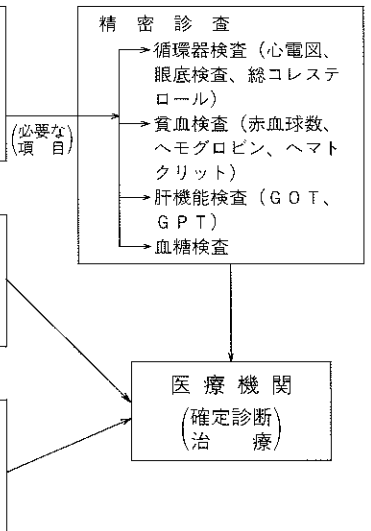 精密診査
循環器検査（心電図、
眼底検査、総コレステ
ロール）
貧血検査（赤血球数、
ヘモグロビン、ヘマト
クリット）
肝機能検査（ＧＯＴ、
ＧＰＴ）
血糖検査
（必要な
項目）
医療機関
（確定診断
治療）